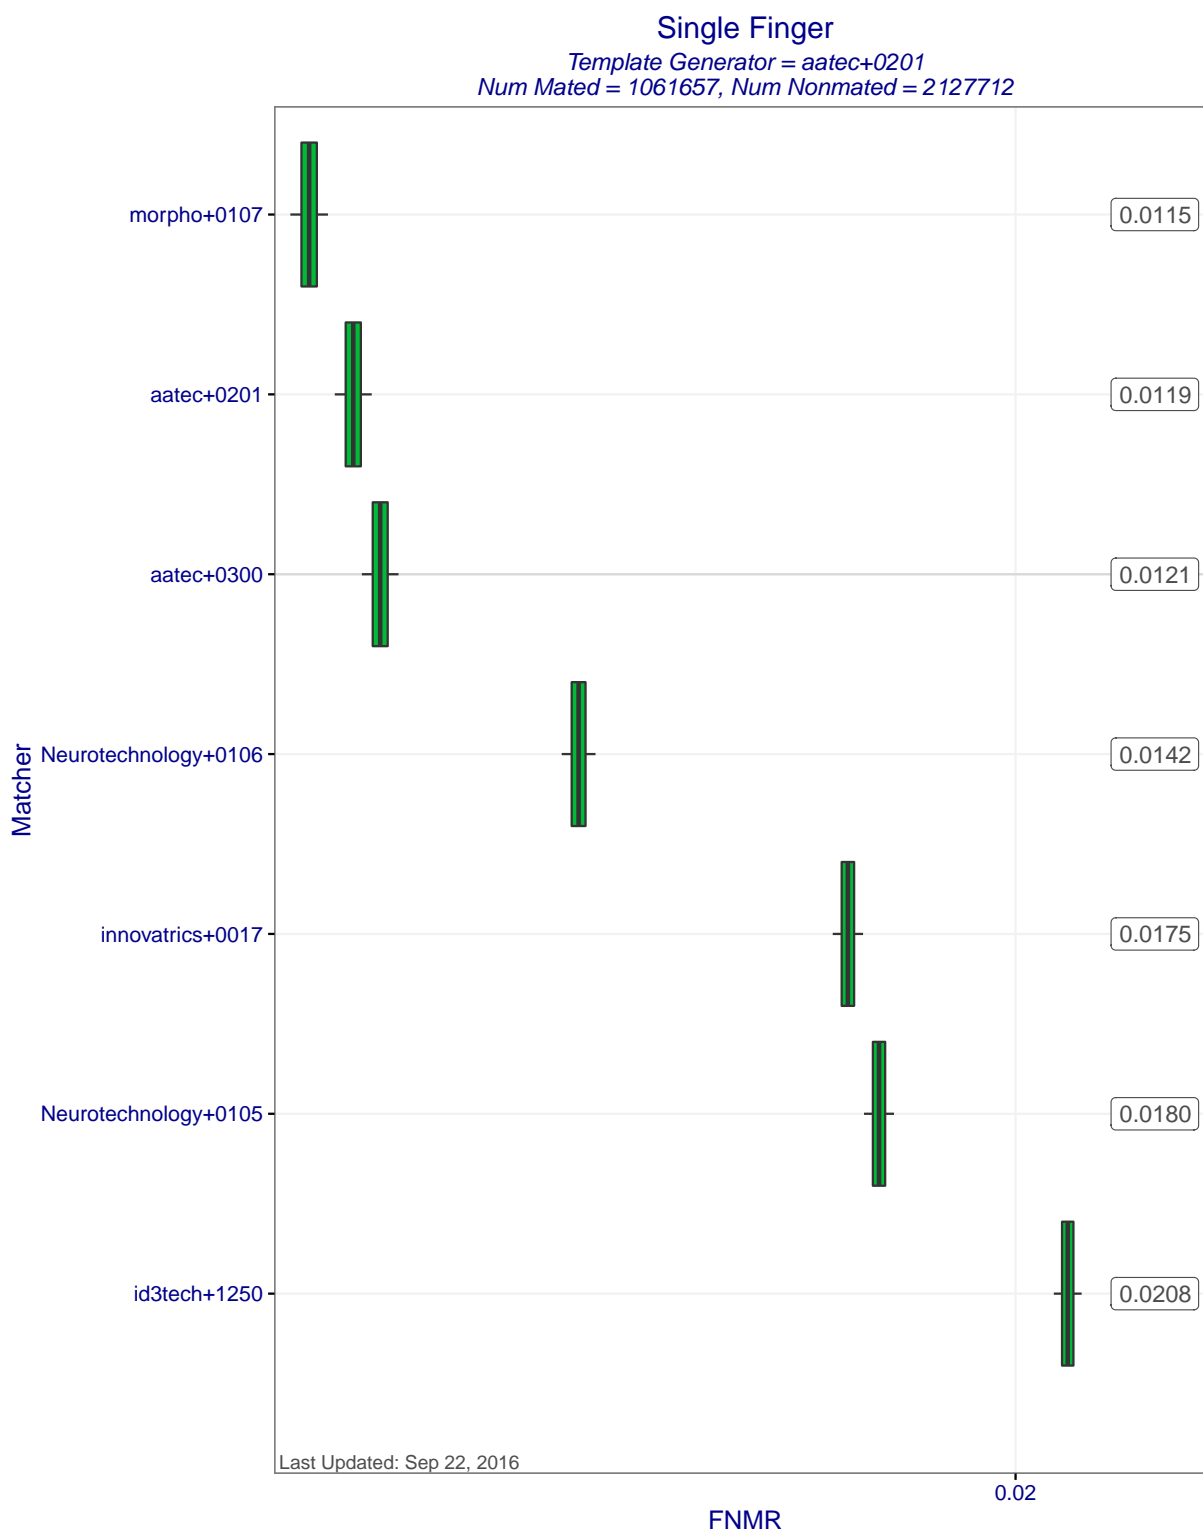 Single Finger
Template Generator = aatec+0201
Num Mated = 1061657, Num Nonmated = 2127712
morpho+0107
0.0115
aatec+0201
0.0119
aatec+0300
0.0121
Neurotechnology+0106
0.0142
Matcher
innovatrics+0017
0.0175
Neurotechnology+0105
0.0180
id3tech+1250
0.0208
Last Updated: Sep 22, 2016
0.02
FNMR